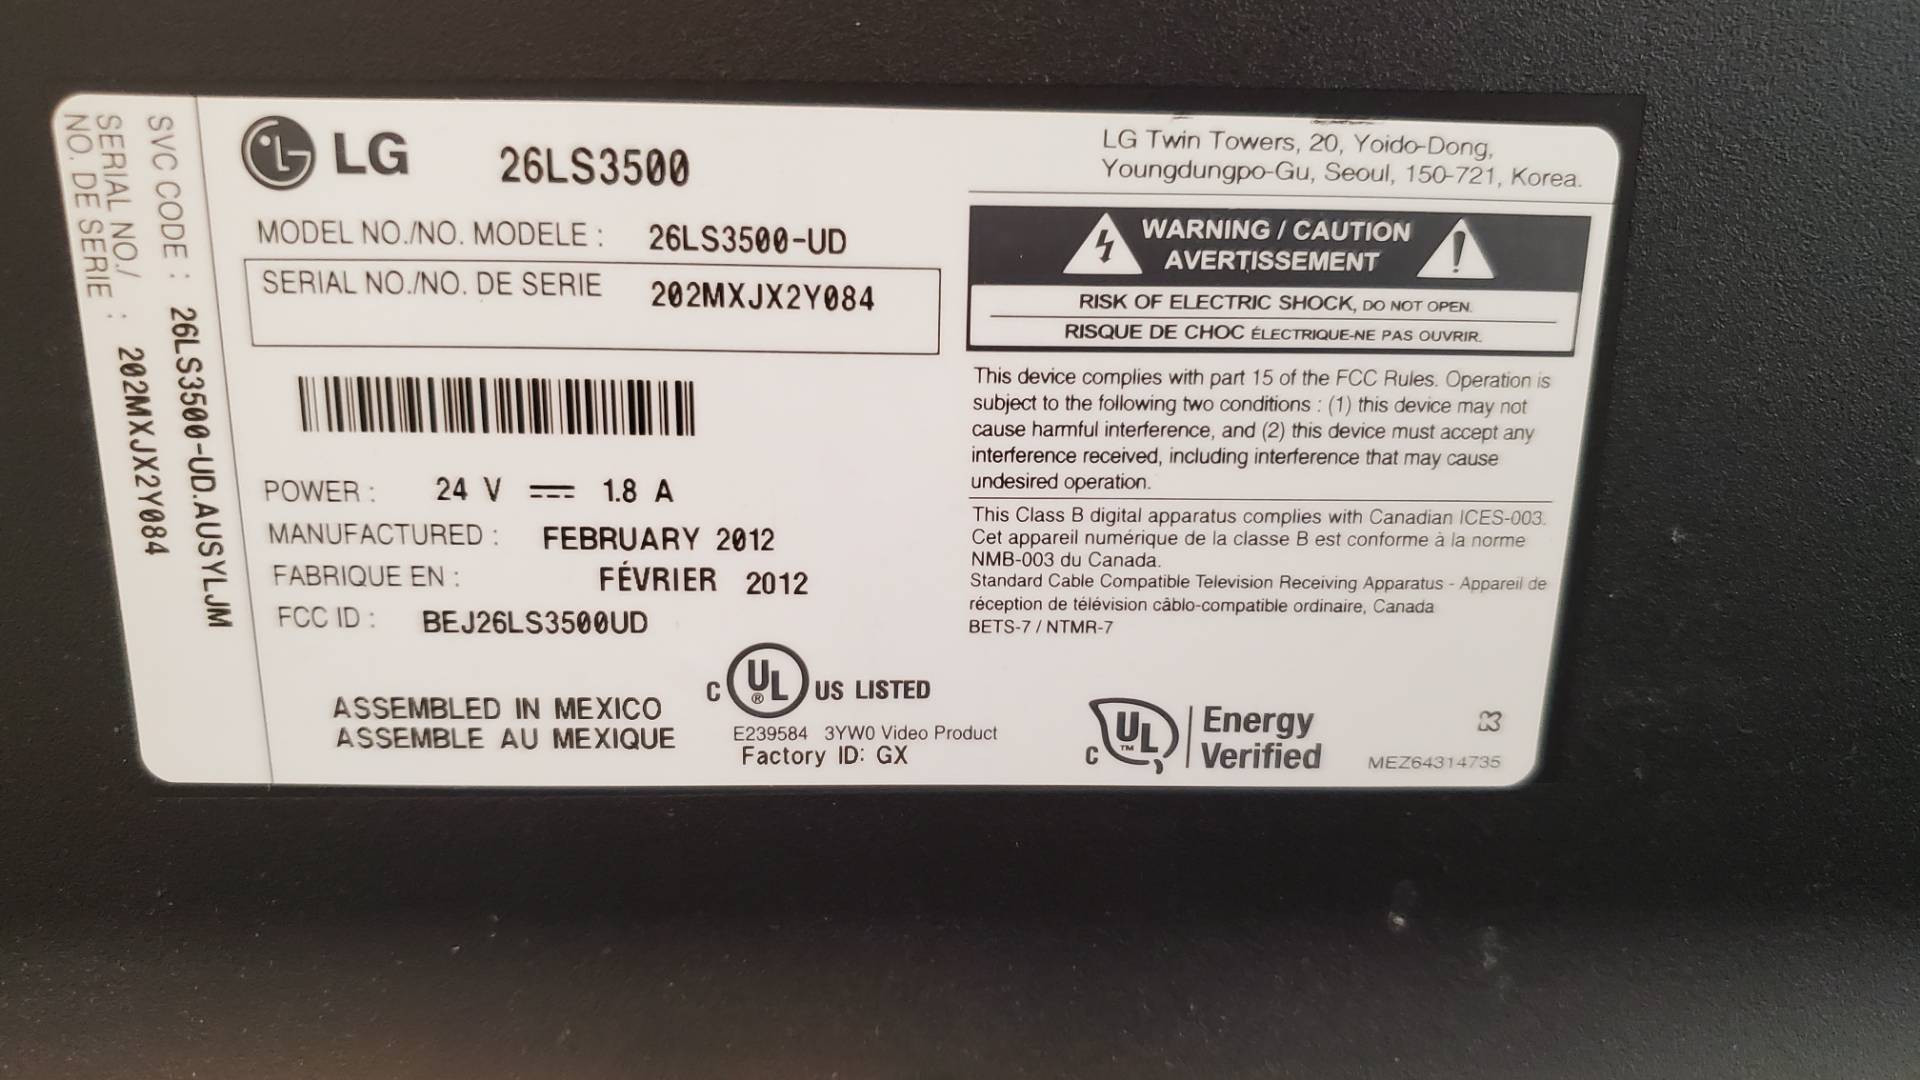 SVC CODE : 26LS3500-UD.AUSYLJM
SERIAL NO./
NO. DE SERIE : 202MXJX2Y084
LG 26LS3500
MODEL NO./NO. MODELE : 26LS3500-UD
SERIAL NO./NO. DE SERIE 202MXJX2Y084
POWER : 24 V ⎓ 1.8 A
MANUFACTURED : FEBRUARY 2012
FABRIQUE EN : FÉVRIER 2012
FCC ID : BEJ26LS3500UD
ASSEMBLED IN MEXICO
ASSEMBLE AU MEXIQUE
C UL ® US LISTED
E239584 3YW0 Video Product
Factory ID: GX
LG Twin Towers, 20, Yoido-Dong,
Youngdungpo-Gu, Seoul, 150-721, Korea.
WARNING / CAUTION
AVERTISSEMENT
RISK OF ELECTRIC SHOCK, DO NOT OPEN.
RISQUE DE CHOC ÉLECTRIQUE-NE PAS OUVRIR.
This device complies with part 15 of the FCC Rules. Operation is
subject to the following two conditions : (1) this device may not
cause harmful interference, and (2) this device must accept any
interference received, including interference that may cause
undesired operation.
This Class B digital apparatus complies with Canadian ICES-003.
Cet appareil numérique de la classe B est conforme à la norme
NMB-003 du Canada.
Standard Cable Compatible Television Receiving Apparatus - Appareil de
réception de télévision câblo-compatible ordinaire, Canada
BETS-7 / NTMR-7
C UL ™ Energy
Verified
MEZ64314735